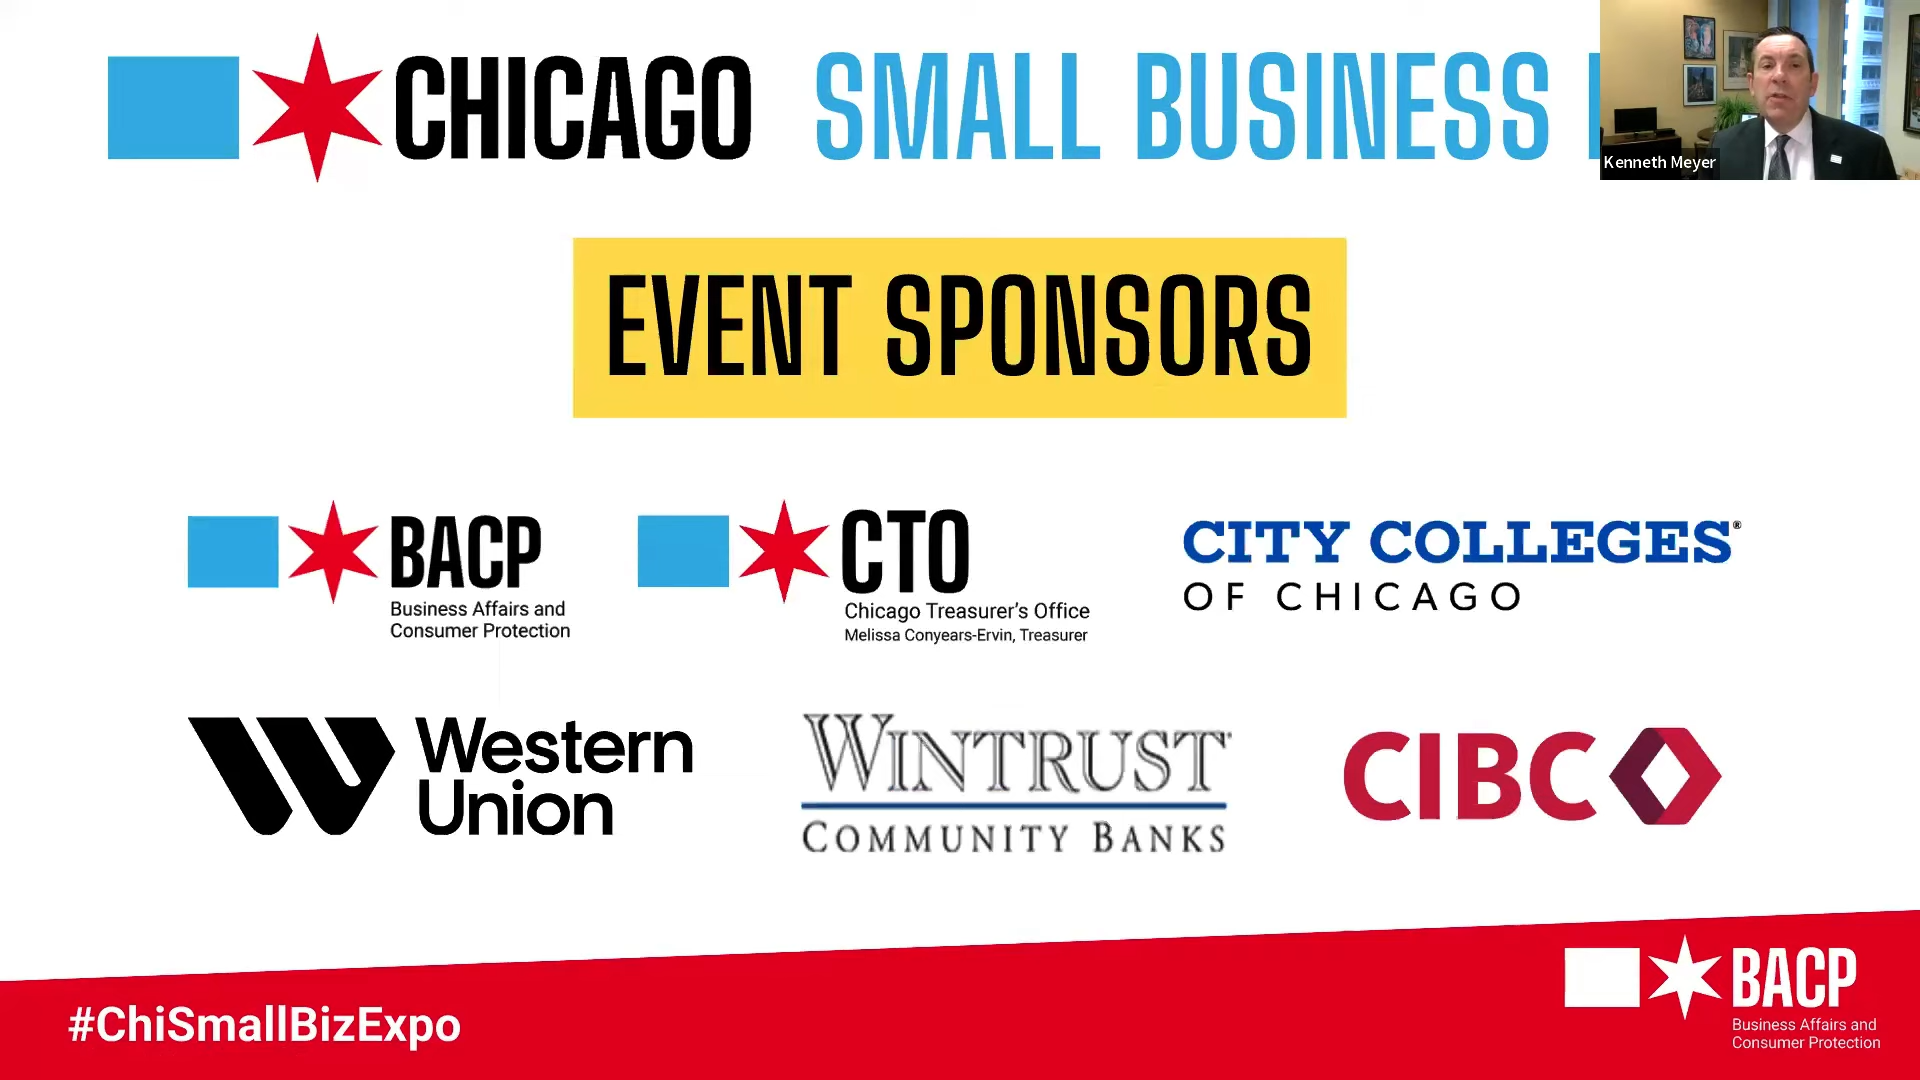 CHICAGO SMALL BUSINESS
Kenneth Meyer
EVENT SPONSORS
BACP
Business Affairs and
Consumer Protection
CTO
Chicago Treasurer's Office
Melissa Conyears-Ervin, Treasurer
CITY COLLEGES®
OF CHICAGO
Western
Union
WINTRUST
COMMUNITY BANKS
CIBC
#ChiSmallBizExpo
BACP
Business Affairs and
Consumer Protection